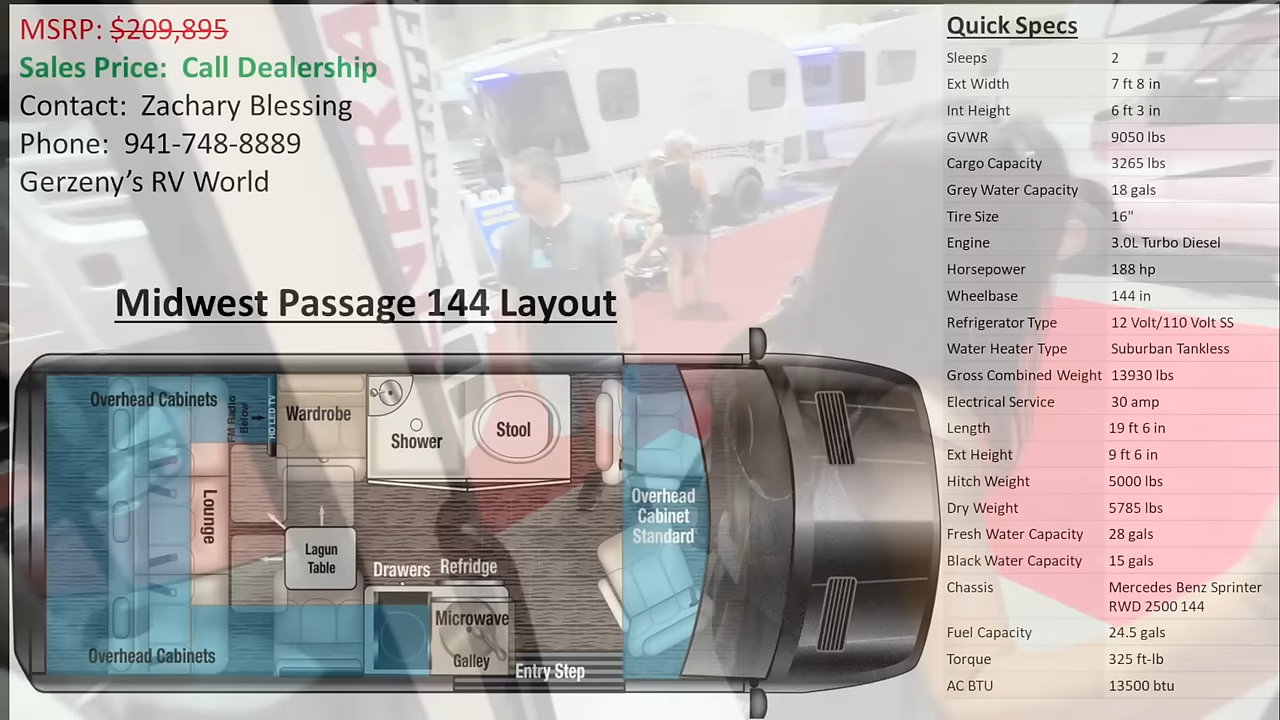 MSRP: $209,895
Sales Price: Call Dealership
Contact: Zachary Blessing
Phone: 941-748-8889
Gerzeny’s RV World
Midwest Passage 144 Layout
Overhead Cabinets
FM Radio
Below
HD LED TV
Wardrobe
Shower
Stool
Lounge
Lagun
Table
Overhead
Cabinet
Standard
Drawers
Refridge
Microwave
Galley
Overhead Cabinets
Entry Step
Quick Specs
Sleeps 2
Ext Width 7 ft 8 in
Int Height 6 ft 3 in
GVWR 9050 lbs
Cargo Capacity 3265 lbs
Grey Water Capacity 18 gals
Tire Size 16"
Engine 3.0L Turbo Diesel
Horsepower 188 hp
Wheelbase 144 in
Refrigerator Type 12 Volt/110 Volt SS
Water Heater Type Suburban Tankless
Gross Combined Weight 13930 lbs
Electrical Service 30 amp
Length 19 ft 6 in
Ext Height 9 ft 6 in
Hitch Weight 5000 lbs
Dry Weight 5785 lbs
Fresh Water Capacity 28 gals
Black Water Capacity 15 gals
Chassis Mercedes Benz Sprinter
RWD 2500 144
Fuel Capacity 24.5 gals
Torque 325 ft-lb
AC BTU 13500 btu